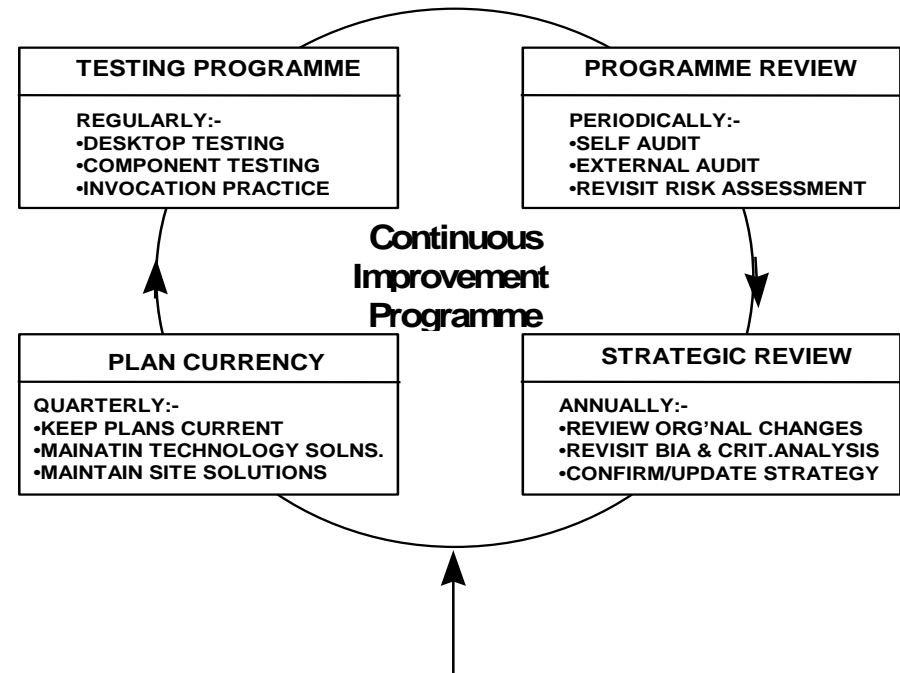 TESTING PROGRAMME
REGULARLY:-
•DESKTOP TESTING
•COMPONENT TESTING
•INVOCATION PRACTICE
PROGRAMME REVIEW
PERIODICALLY:-
•SELF AUDIT
•EXTERNAL AUDIT
•REVISIT RISK ASSESSMENT
Continuous
Improvement
Programme
PLAN CURRENCY
QUARTERLY:-
•KEEP PLANS CURRENT
•MAINATIN TECHNOLOGY SOLNS.
•MAINTAIN SITE SOLUTIONS
STRATEGIC REVIEW
ANNUALLY:-
•REVIEW ORG'NAL CHANGES
•REVISIT BIA & CRIT.ANALYSIS
•CONFIRM/UPDATE STRATEGY